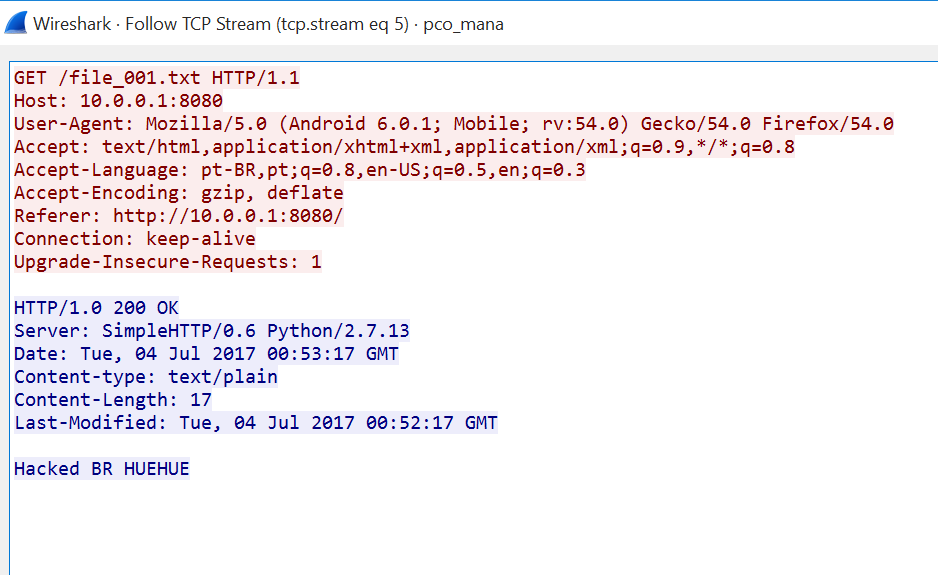 Wireshark · Follow TCP Stream (tcp.stream eq 5) · pco_mana
GET /file_001.txt HTTP/1.1
Host: 10.0.0.1:8080
User-Agent: Mozilla/5.0 (Android 6.0.1; Mobile; rv:54.0) Gecko/54.0 Firefox/54.0
Accept: text/html,application/xhtml+xml,application/xml;q=0.9,*/*;q=0.8
Accept-Language: pt-BR,pt;q=0.8,en-US;q=0.5,en;q=0.3
Accept-Encoding: gzip, deflate
Referer: http://10.0.0.1:8080/
Connection: keep-alive
Upgrade-Insecure-Requests: 1
HTTP/1.0 200 OK
Server: SimpleHTTP/0.6 Python/2.7.13
Date: Tue, 04 Jul 2017 00:53:17 GMT
Content-type: text/plain
Content-Length: 17
Last-Modified: Tue, 04 Jul 2017 00:52:17 GMT
Hacked BR HUEHUE